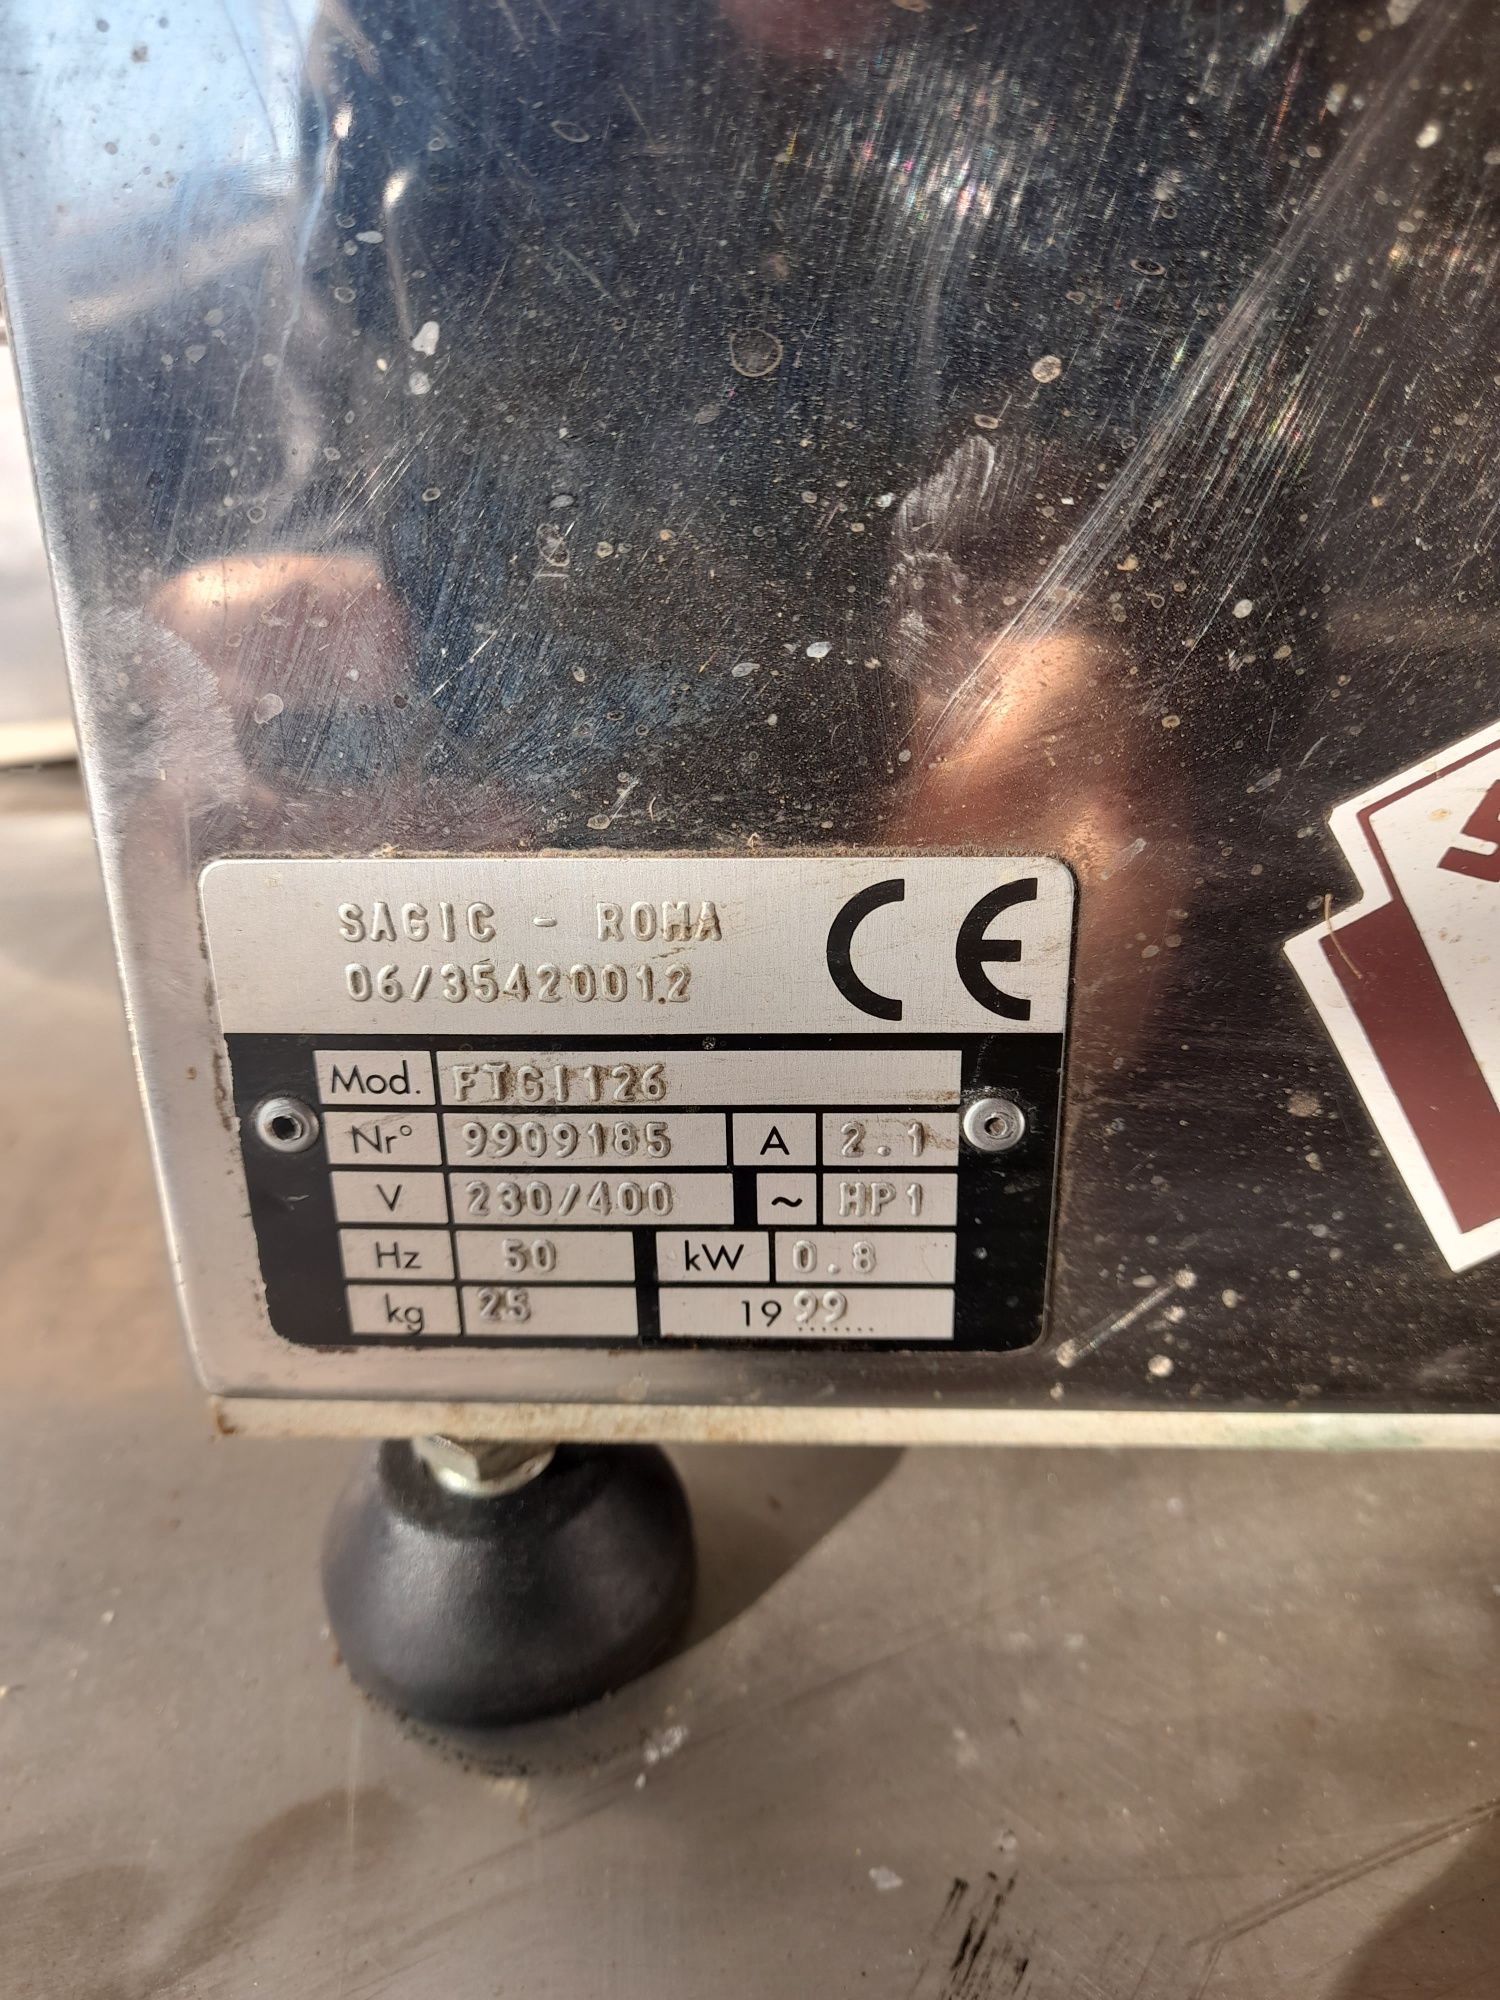 SAGIC - ROMA
06/35420012
CE
Mod. FTGI126
Nr° 9909185 A 2.1
V 230/400 ~ HP1
Hz 50 kW 0.8
kg 25 1999